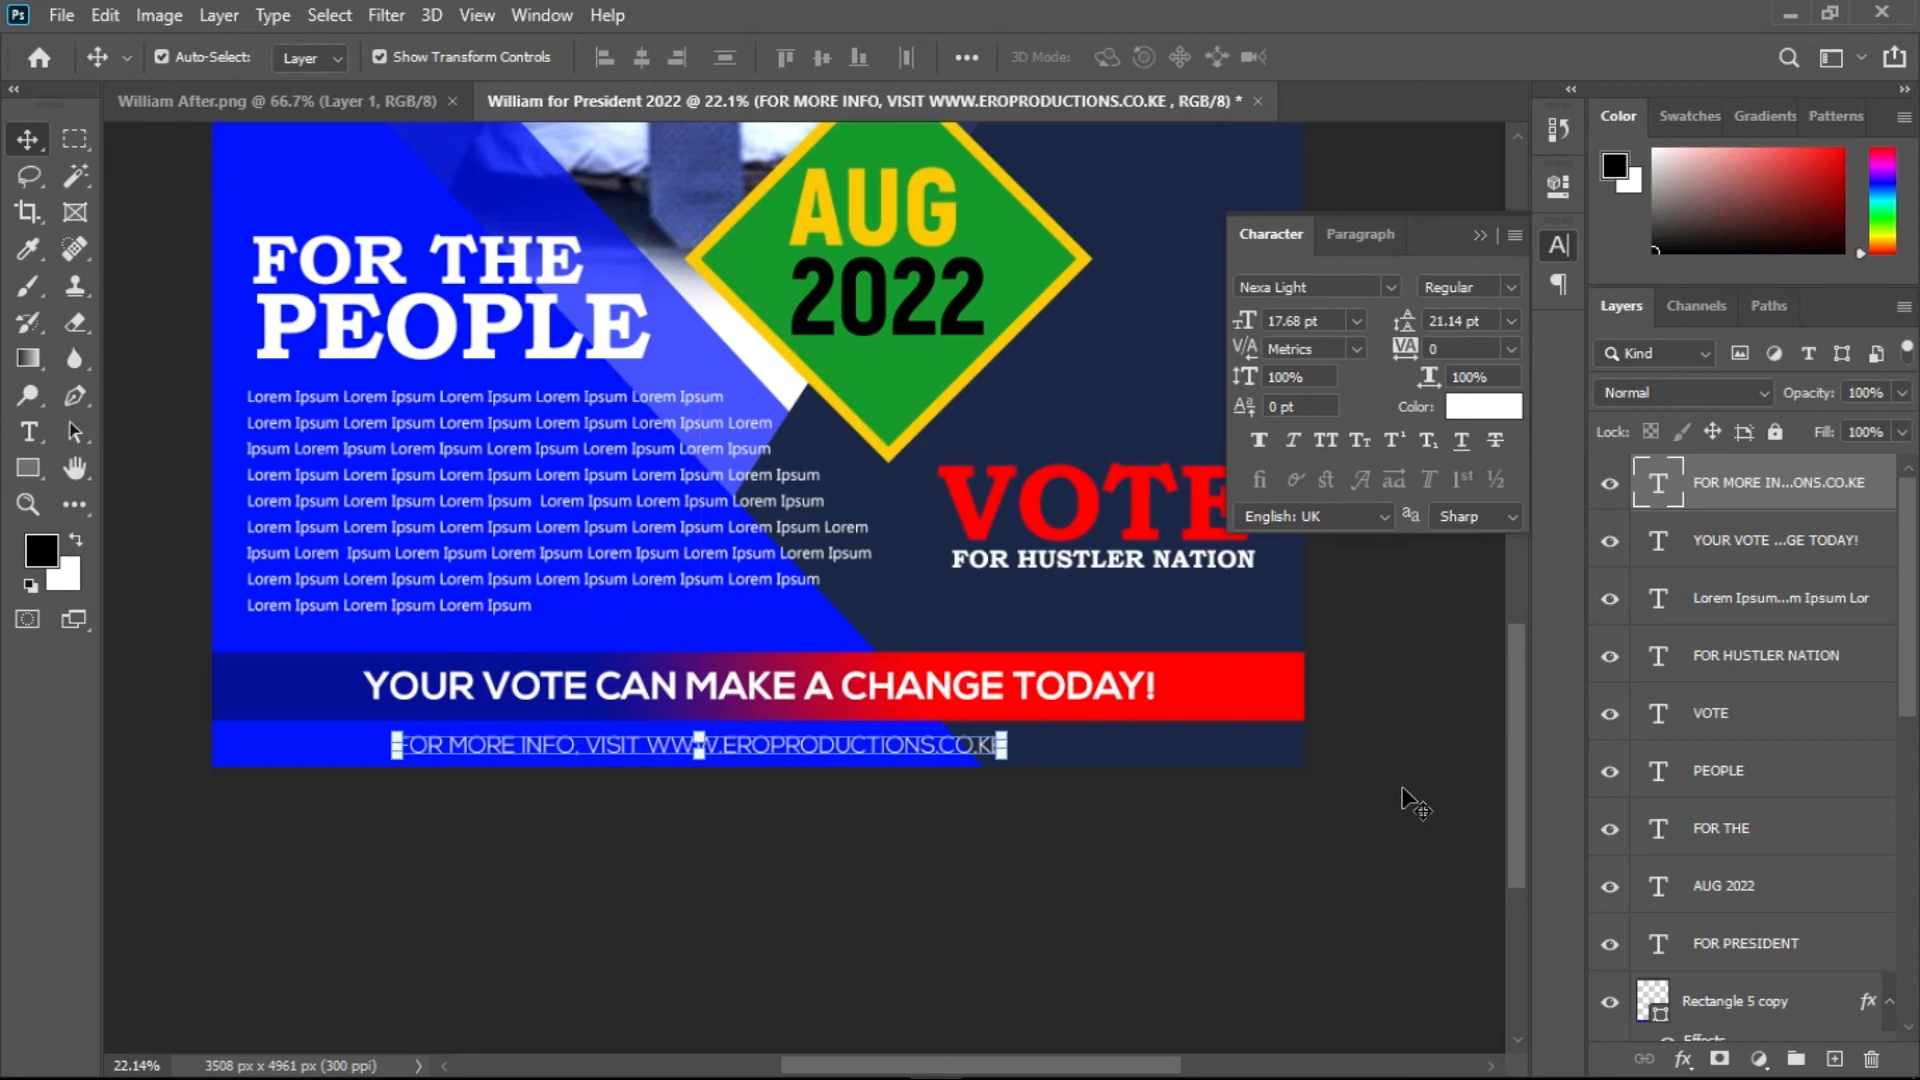 Ps File Edit Image Layer Type Select Filter 3D View Window Help
Auto-Select: Layer Show Transform Controls 3D Mode:
William After.png @ 66.7% (Layer 1, RGB/8) William for President 2022 @ 22.1% (FOR MORE INFO, VISIT WWW.EROPRODUCTIONS.CO.KE , RGB/8) *
AUG
2022
FOR THE
PEOPLE
Lorem Ipsum Lorem Ipsum Lorem Ipsum Lorem Ipsum Lorem Ipsum
Lorem Ipsum Lorem Ipsum Lorem Ipsum Lorem Ipsum Lorem Ipsum Lorem
Ipsum Lorem Ipsum Lorem Ipsum Lorem Ipsum Lorem Ipsum Lorem Ipsum
Lorem Ipsum Lorem Ipsum Lorem Ipsum Lorem Ipsum Lorem Ipsum Lorem Ipsum
Lorem Ipsum Lorem Ipsum Lorem Ipsum  Lorem Ipsum Lorem Ipsum Lorem Ipsum
Lorem Ipsum Lorem Ipsum Lorem Ipsum Lorem Ipsum Lorem Ipsum Lorem Ipsum Lorem
Ipsum Lorem  Ipsum Lorem Ipsum Lorem Ipsum Lorem Ipsum Lorem Ipsum Lorem Ipsum
Lorem Ipsum Lorem Ipsum Lorem Ipsum Lorem Ipsum Lorem Ipsum Lorem Ipsum
Lorem Ipsum Lorem Ipsum Lorem Ipsum
VOTE
FOR HUSTLER NATION
YOUR VOTE CAN MAKE A CHANGE TODAY!
FOR MORE INFO, VISIT WWW.EROPRODUCTIONS.CO.KE
22.14% 3508 px x 4961 px (300 ppi)
Character Paragraph
Nexa Light Regular
17.68 pt 21.14 pt
Metrics 0
100% 100%
0 pt Color:
English: UK Sharp
Color Swatches Gradients Patterns
Layers Channels Paths
Kind
Normal Opacity: 100%
Lock: Fill: 100%
FOR MORE IN...ONS.CO.KE
YOUR VOTE ...GE TODAY!
Lorem Ipsum...m Ipsum Lor
FOR HUSTLER NATION
VOTE
PEOPLE
FOR THE
AUG 2022
FOR PRESIDENT
Rectangle 5 copy fx
Effects